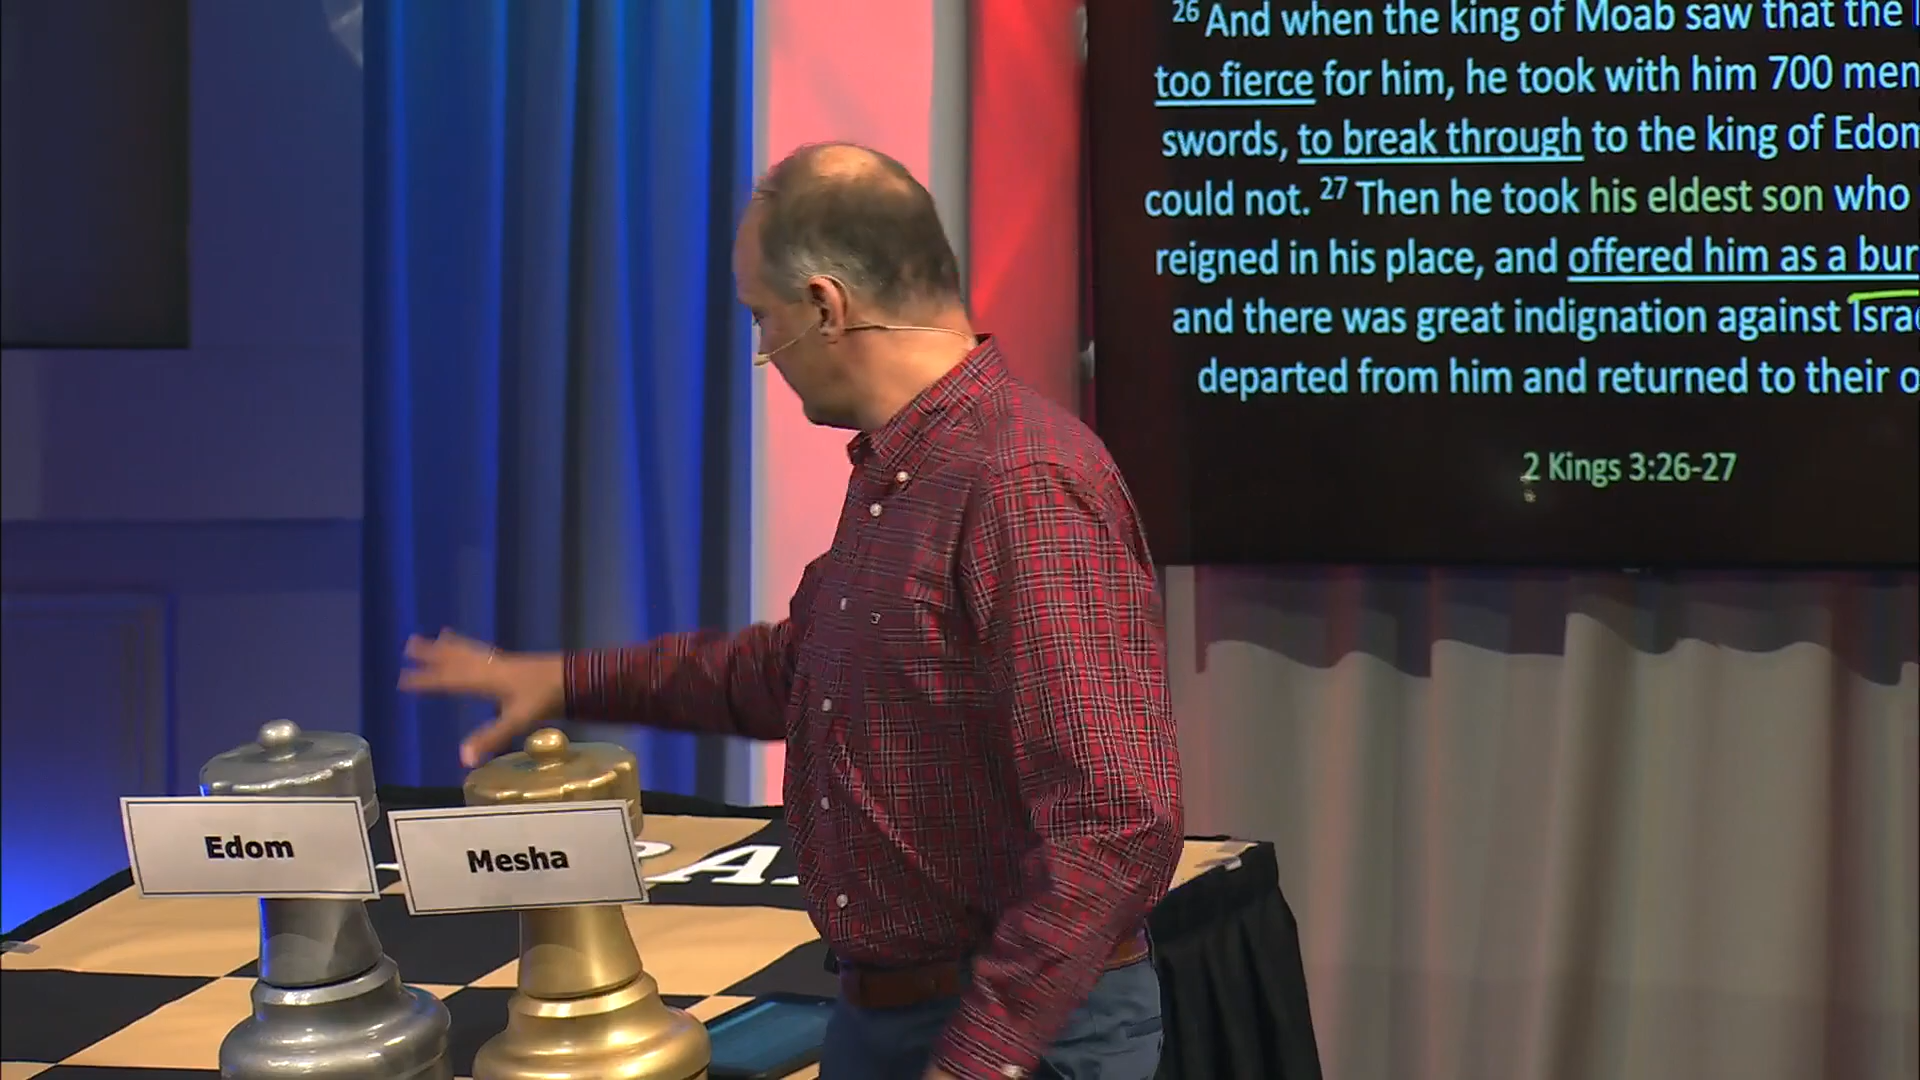 26 And when the king of Moab saw that the
too fierce for him, he took with him 700 men
swords, to break through to the king of Edom
could not. 27 Then he took his eldest son who
reigned in his place, and offered him as a bur
and there was great indignation against Israe
departed from him and returned to their o
2 Kings 3:26-27
Edom
Mesha